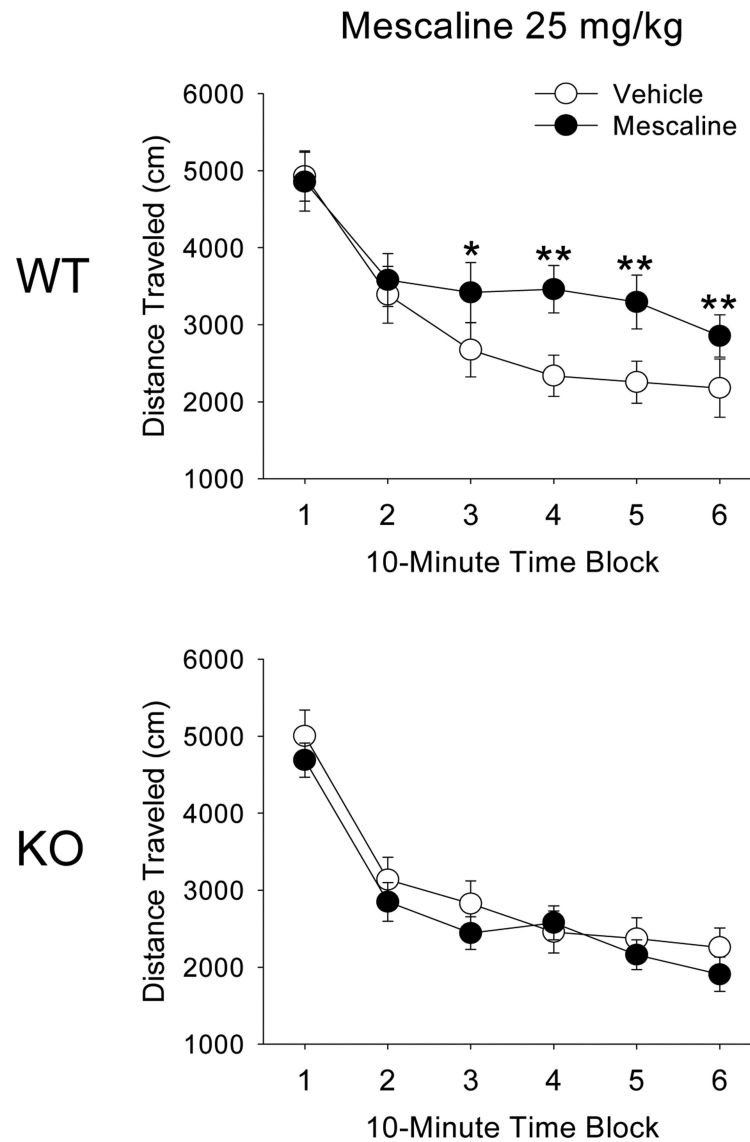 Mescaline 25 mg/kg
WT
Distance Traveled (cm)
6000
5000
4000
3000
2000
1000
Vehicle
Mescaline
*
**
**
**
1 2 3 4 5 6
10-Minute Time Block
KO
Distance Traveled (cm)
6000
5000
4000
3000
2000
1000
1 2 3 4 5 6
10-Minute Time Block